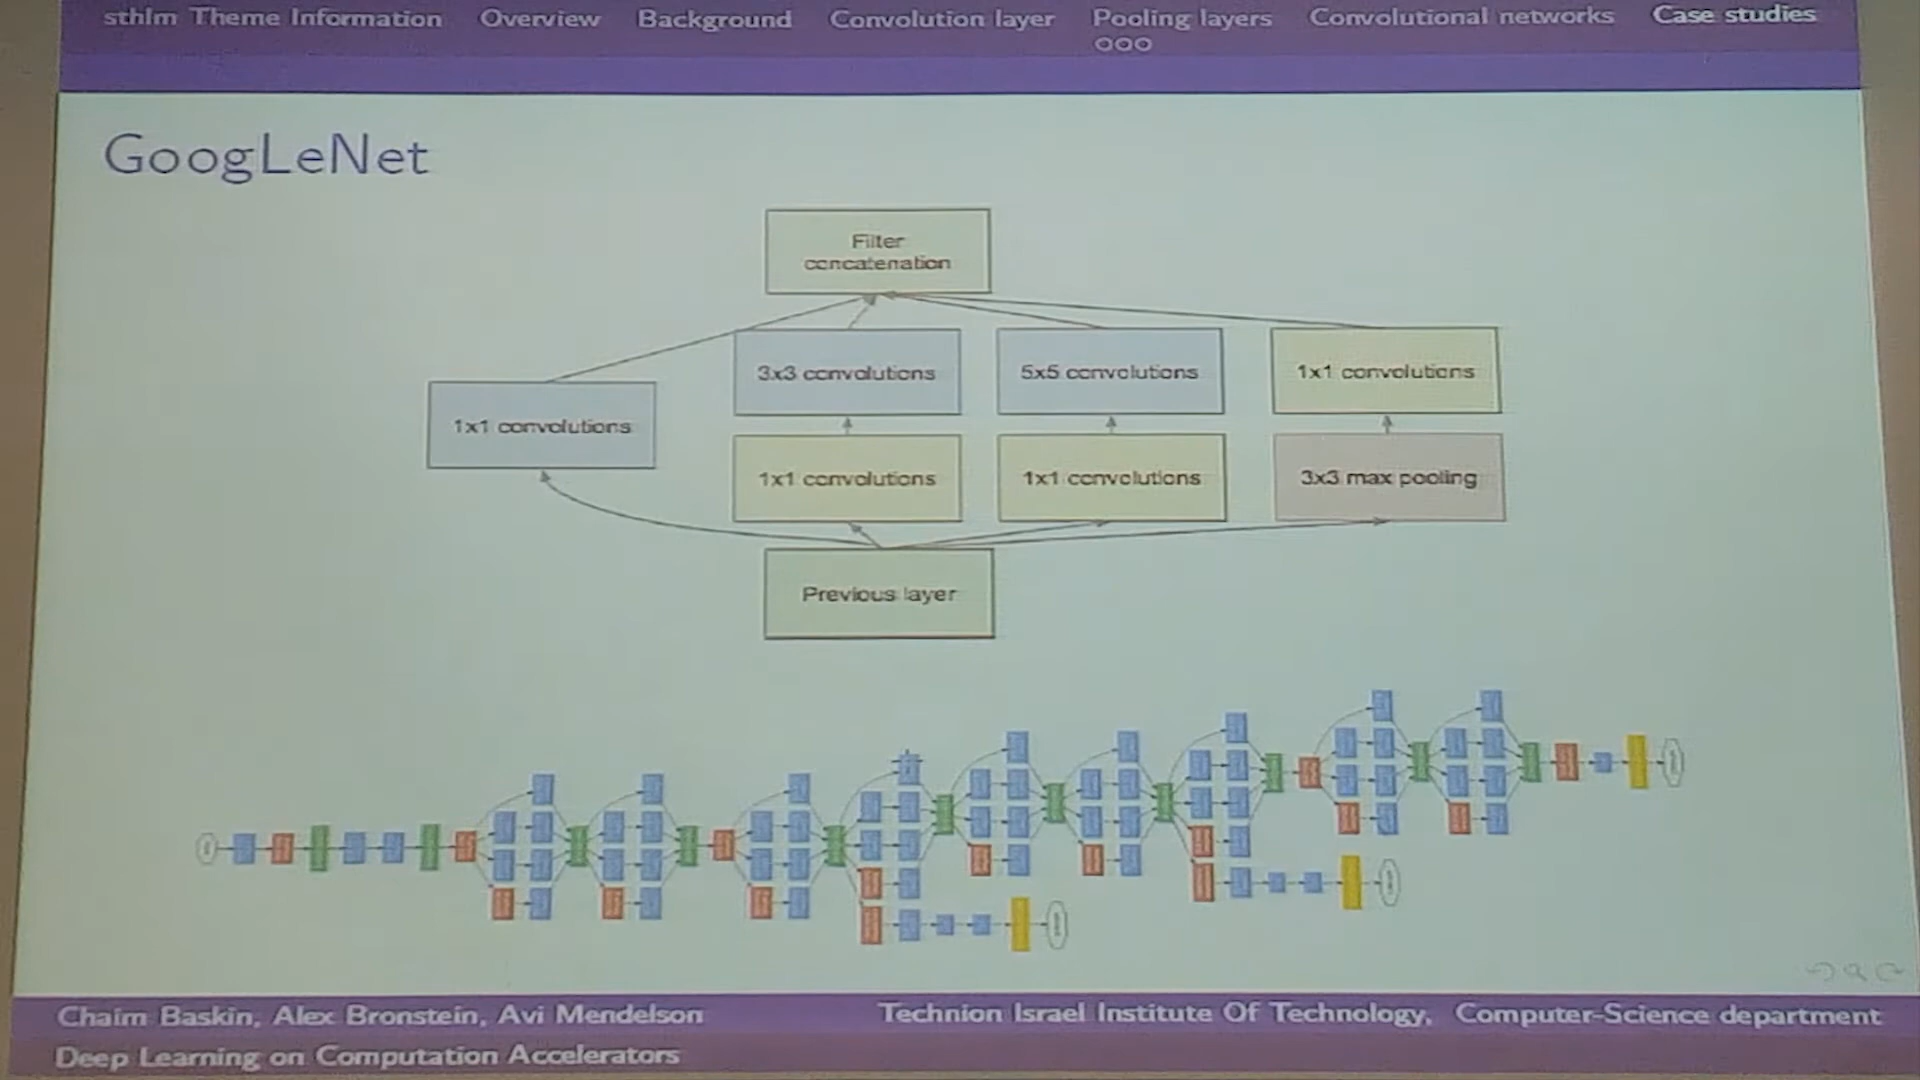 sthlm Theme Information Overview Background Convolution layer Pooling layers Convolutional networks Case studies
GoogLeNet
Filter
concatenation
3x3 convolutions 5x5 convolutions 1x1 convolutions
1x1 convolutions
1x1 convolutions 1x1 convolutions 3x3 max pooling
Previous layer
Chaim Baskin, Alex Bronstein, Avi Mendelson Technion Israel Institute Of Technology, Computer-Science department
Deep Learning on Computation Accelerators